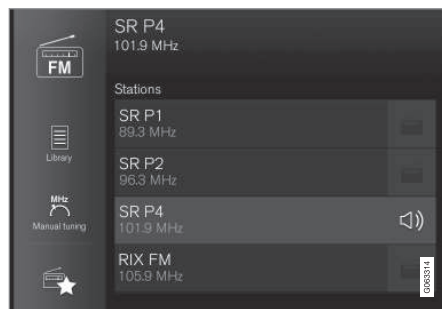 FM
Library
MHz
Manual tuning
SR P4
101.9 MHz
Stations
SR P1
89.3 MHz
SR P2
96.3 MHz
SR P4
101.9 MHz
RIX FM
105.9 MHz
G063314